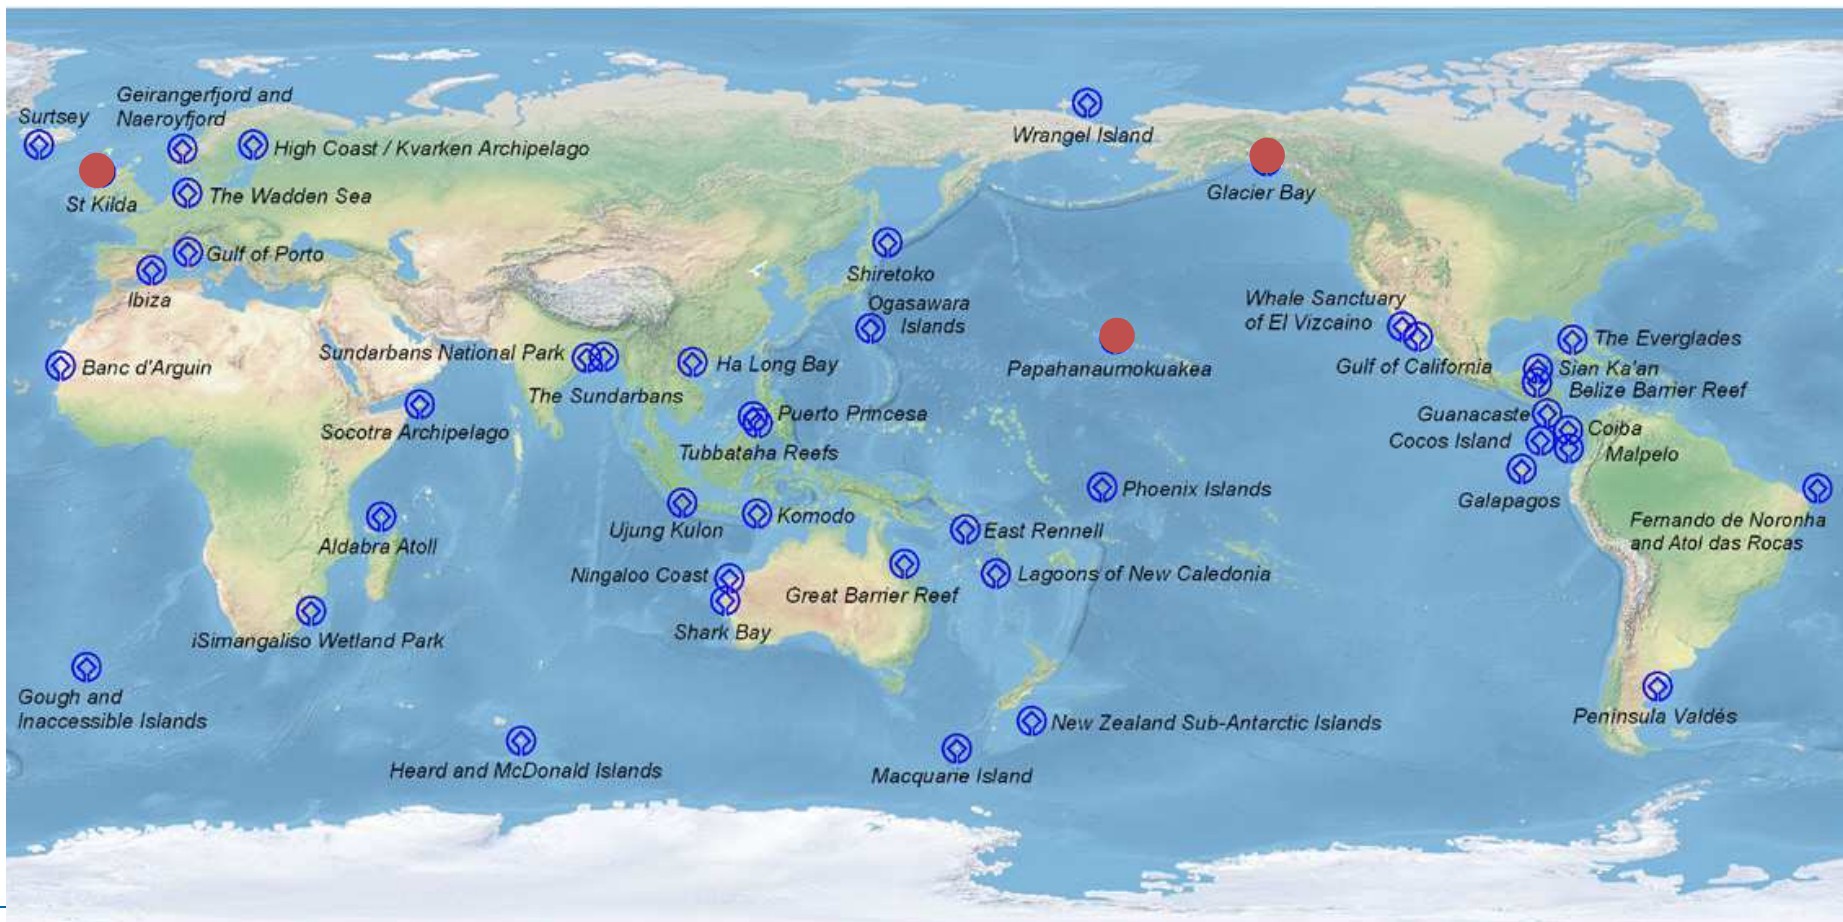 Geirangerfjord and
Naeroyfjord
Surtsey
High Coast / Kvarken Archipelago
Wrangel Island
St Kilda
The Wadden Sea
Glacier Bay
Gulf of Porto
Ibiza
Shiretoko
Ogasawara
Islands
Whale Sanctuary
of El Vizcaino
The Everglades
Banc d'Arguin
Sundarbans National Park
Ha Long Bay
Papahanaumokuakea
Gulf of California
Sian Ka'an
Belize Barrier Reef
The Sundarbans
Puerto Princesa
Guanacaste
Coiba
Socotra Archipelago
Tubbataha Reefs
Cocos Island
Malpelo
Phoenix Islands
Galapagos
Ujung Kulon
Komodo
East Rennell
Fernando de Noronha
and Atol das Rocas
Aldabra Atoll
Ningaloo Coast
Great Barrier Reef
Lagoons of New Caledonia
Shark Bay
iSimangaliso Wetland Park
Gough and
Inaccessible Islands
New Zealand Sub-Antarctic Islands
Peninsula Valdés
Heard and McDonald Islands
Macquarie Island